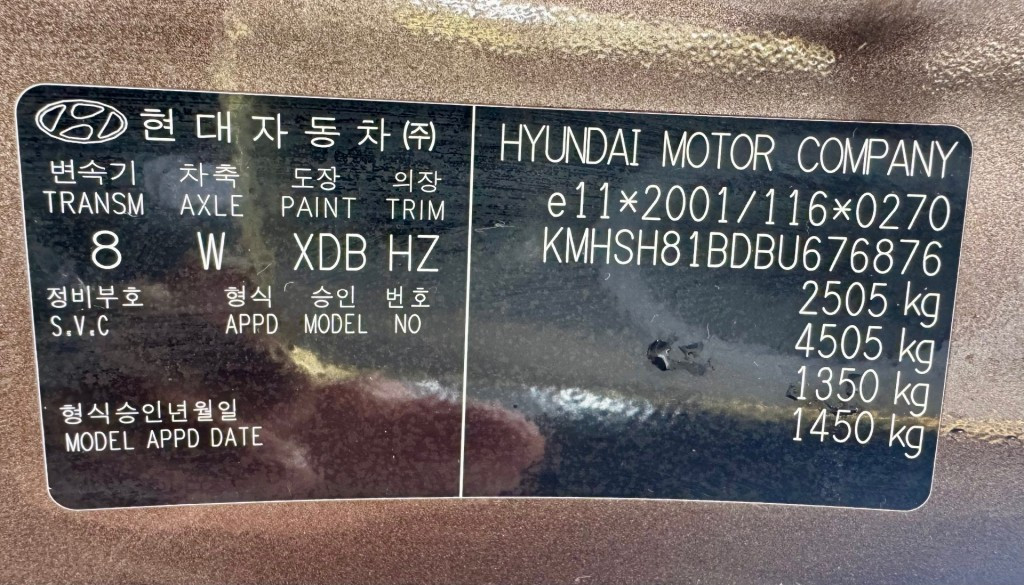 현대자동차(주)
변속기 차축 도장 의장
TRANSM AXLE PAINT TRIM
8 W XDB HZ
정비부호 형식 승인 번호
S.V.C APPD MODEL NO
형식승인년월일
MODEL APPD DATE
HYUNDAI MOTOR COMPANY
e11*2001/116*0270
KMHSH81BDBU676876
2505 kg
4505 kg
1350 kg
1450 kg